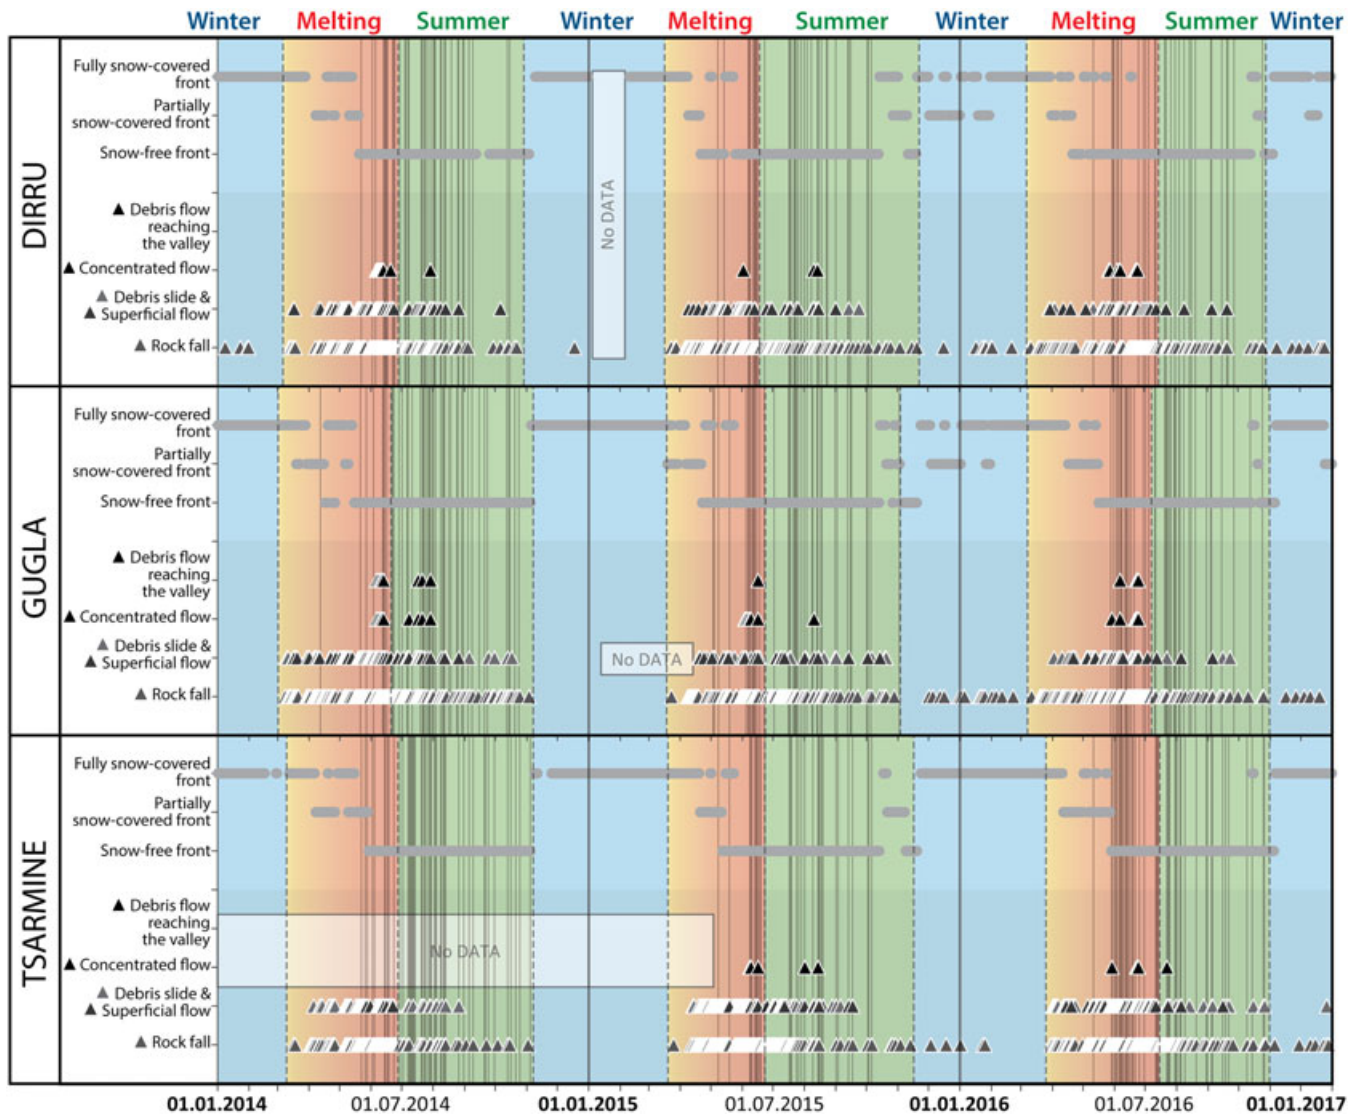 Winter Melting Summer Winter Melting Summer Winter Melting Summer Winter
DIRRU
Fully snow-covered
front
Partially
snow-covered front
Snow-free front
▲ Debris flow
reaching
the valley
▲ Concentrated flow
▲ Debris slide &
▲ Superficial flow
▲ Rock fall
No DATA
GUGLA
Fully snow-covered
front
Partially
snow-covered front
Snow-free front
▲ Debris flow
reaching
the valley
▲ Concentrated flow
▲ Debris slide &
▲ Superficial flow
▲ Rock fall
No DATA
TSARMINE
Fully snow-covered
front
Partially
snow-covered front
Snow-free front
▲ Debris flow
reaching
the valley
▲ Concentrated flow
▲ Debris slide &
▲ Superficial flow
▲ Rock fall
No DATA
01.01.2014 01.07.2014 01.01.2015 01.07.2015 01.01.2016 01.07.2016 01.01.2017